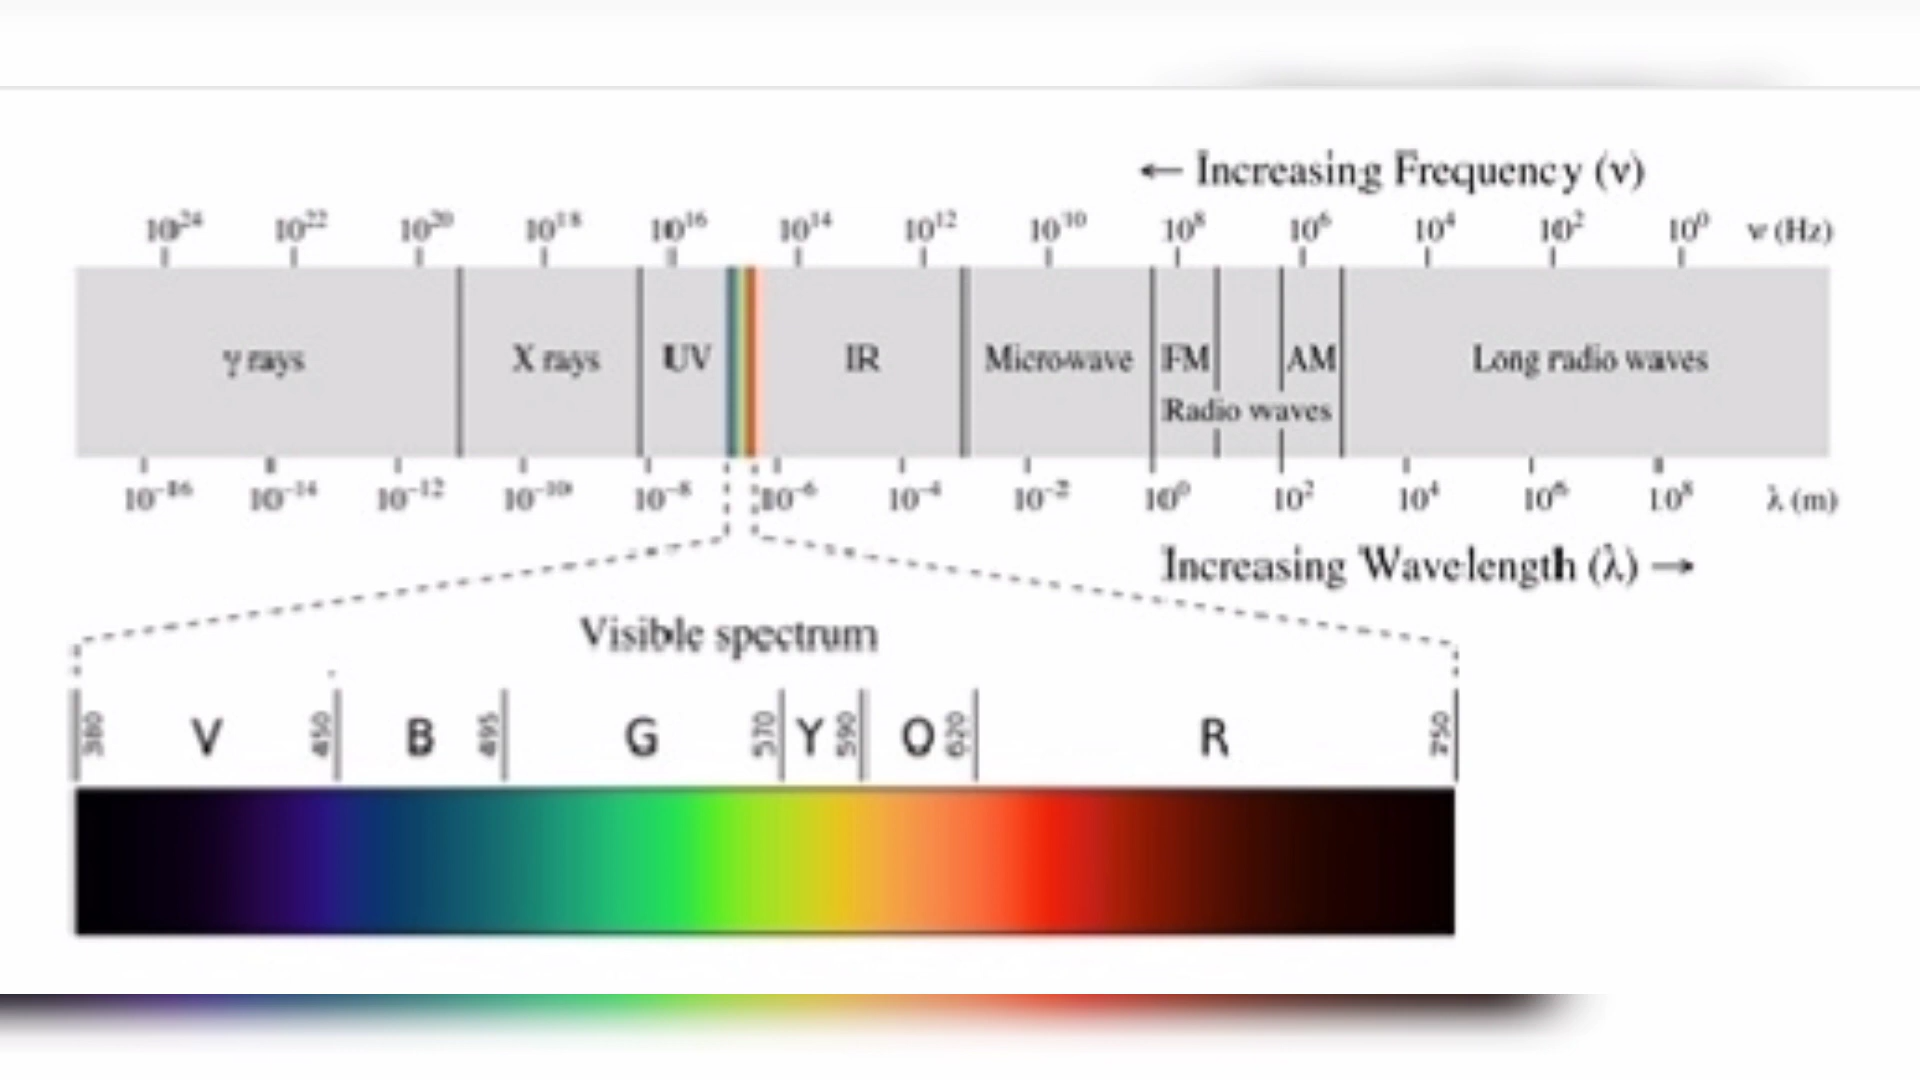 ← Increasing Frequency (ν)
10²⁴ 10²² 10²⁰ 10¹⁸ 10¹⁶ 10¹⁴ 10¹² 10¹⁰ 10⁸ 10⁶ 10⁴ 10² 10⁰ ν (Hz)
γ rays X rays UV IR Microwave FM AM Long radio waves
Radio waves
10⁻¹⁶ 10⁻¹⁴ 10⁻¹² 10⁻¹⁰ 10⁻⁸ 10⁻⁶ 10⁻⁴ 10⁻² 10⁰ 10² 10⁴ 10⁶ 10⁸ λ (m)
Increasing Wavelength (λ) →
Visible spectrum
380 V 450 B 495 G 570 Y 590 O 620 R 750